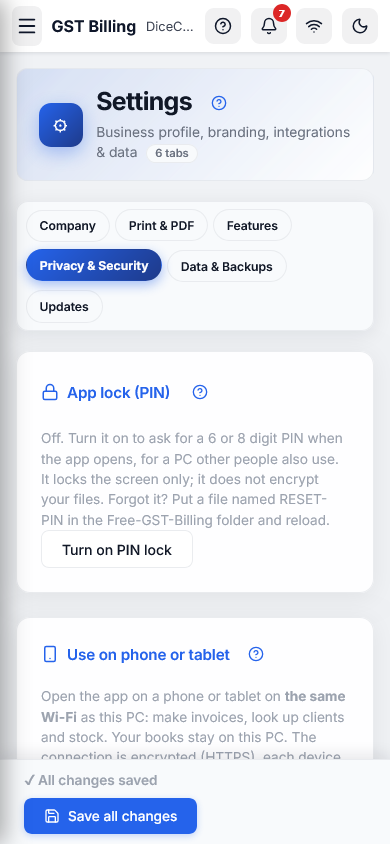 GST Billing DiceC... 7
Settings
Business profile, branding, integrations
& data 6 tabs
Company Print & PDF Features
Privacy & Security Data & Backups
Updates
App lock (PIN)
Off. Turn it on to ask for a 6 or 8 digit PIN when
the app opens, for a PC other people also use.
It locks the screen only; it does not encrypt
your files. Forgot it? Put a file named RESET-
PIN in the Free-GST-Billing folder and reload.
Turn on PIN lock
Use on phone or tablet
Open the app on a phone or tablet on the same
Wi-Fi as this PC: make invoices, look up clients
and stock. Your books stay on this PC. The
connection is encrypted (HTTPS), each device
✓ All changes saved
Save all changes